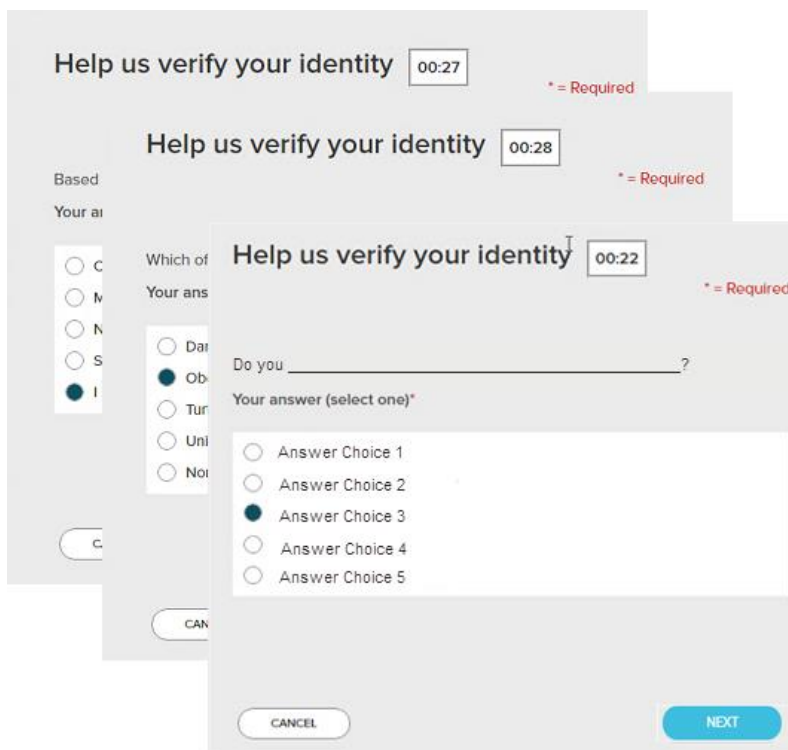 Help us verify your identity 00:27
* = Required
Based
Your
Help us verify your identity 00:28
* = Required
Which of
Your ans
Dar
Ob
Tur
Uni
Nor
CAN
Help us verify your identity 00:22
* = Required
Do you ______________________________?
Your answer (select one)*
Answer Choice 1
Answer Choice 2
Answer Choice 3
Answer Choice 4
Answer Choice 5
CANCEL NEXT